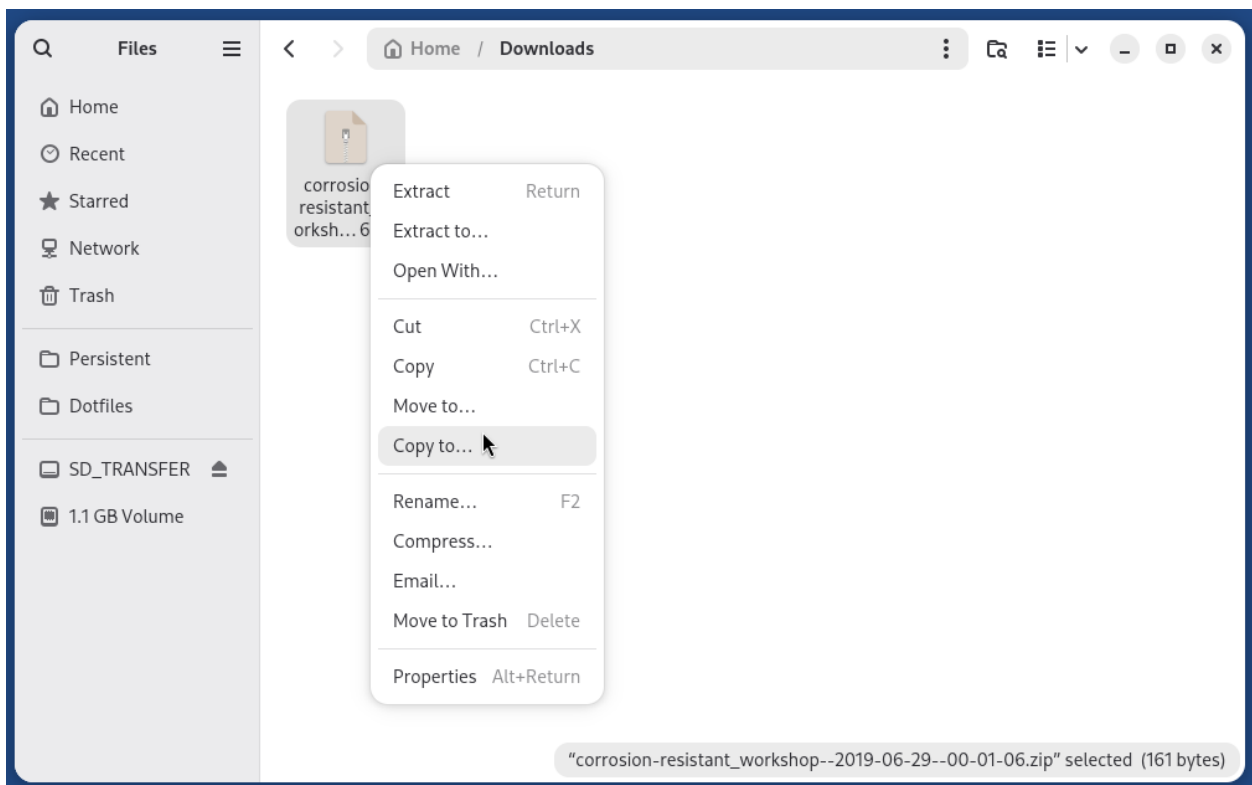 Files
Home / Downloads
Home
Recent
Starred
Network
Trash
Persistent
Dotfiles
SD_TRANSFER
1.1 GB Volume
corrosio
resistant_
orksh… 6
Extract Return
Extract to…
Open With…
Cut Ctrl+X
Copy Ctrl+C
Move to…
Copy to…
Rename… F2
Compress…
Email…
Move to Trash Delete
Properties Alt+Return
“corrosion-resistant_workshop--2019-06-29--00-01-06.zip” selected (161 bytes)